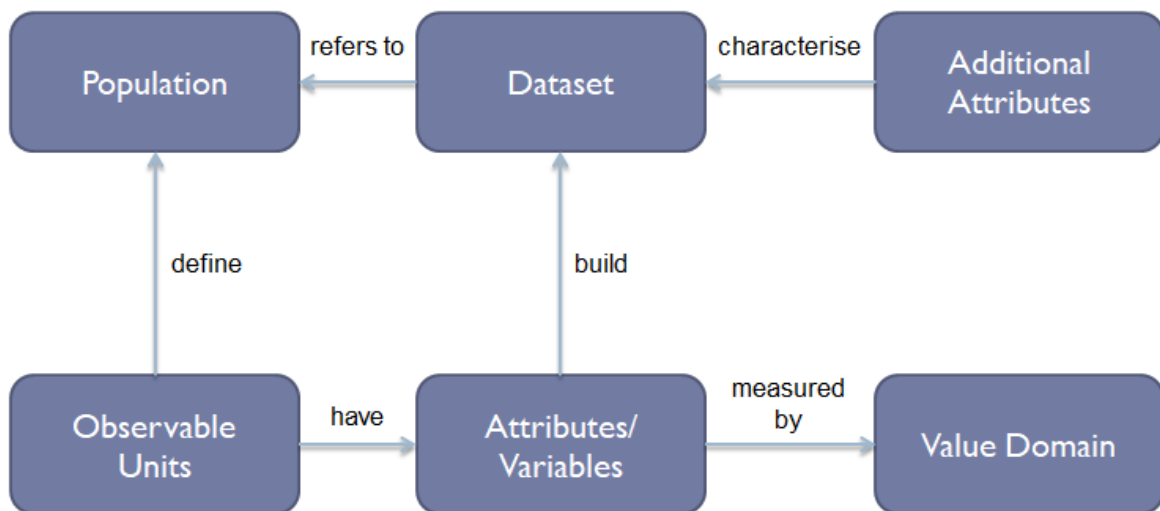 refers to
characterise
Population
Dataset
Additional
Attributes
define
build
Observable
Units
have
Attributes/
Variables
measured
by
Value Domain